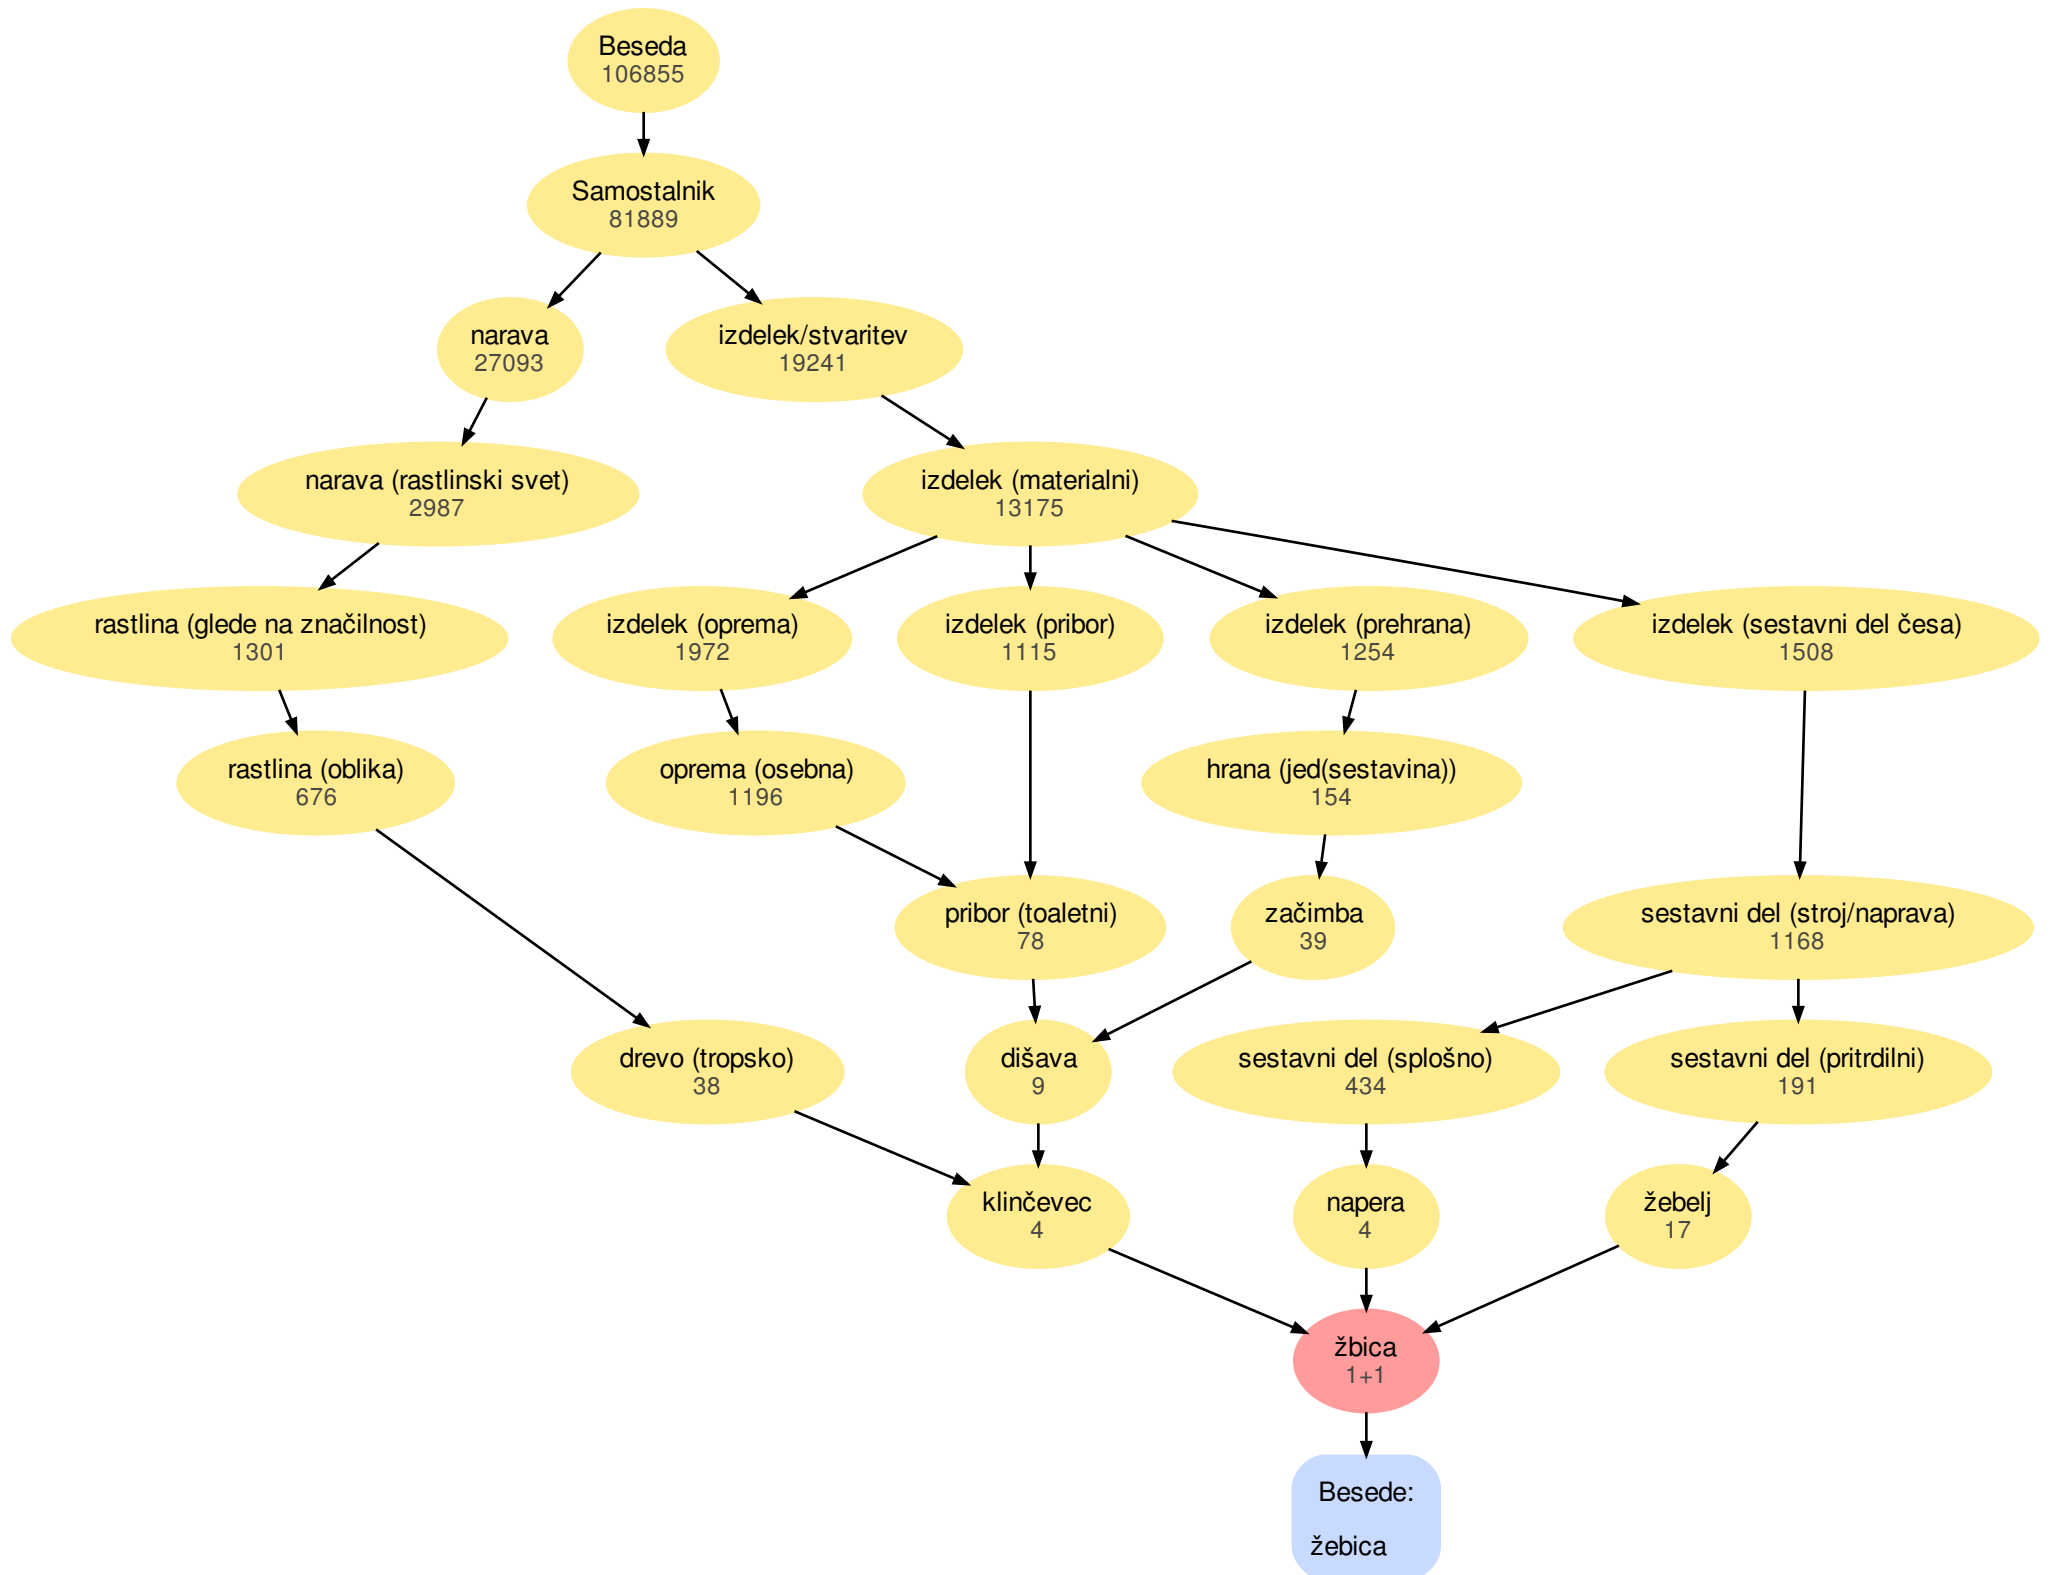 Beseda
106855
Samostalnik
81889
narava
27093
izdelek/stvaritev
19241
narava (rastlinski svet)
2987
izdelek (materialni)
13175
rastlina (glede na značilnost)
1301
izdelek (oprema)
1972
izdelek (pribor)
1115
izdelek (prehrana)
1254
izdelek (sestavni del česa)
1508
rastlina (oblika)
676
oprema (osebna)
1196
hrana (jed(sestavina))
154
pribor (toaletni)
78
začimba
39
sestavni del (stroj/naprava)
1168
drevo (tropsko)
38
dišava
9
sestavni del (splošno)
434
sestavni del (pritrdilni)
191
klinčevec
4
napera
4
žebelj
17
žbica
1+1
Besede:
žebica